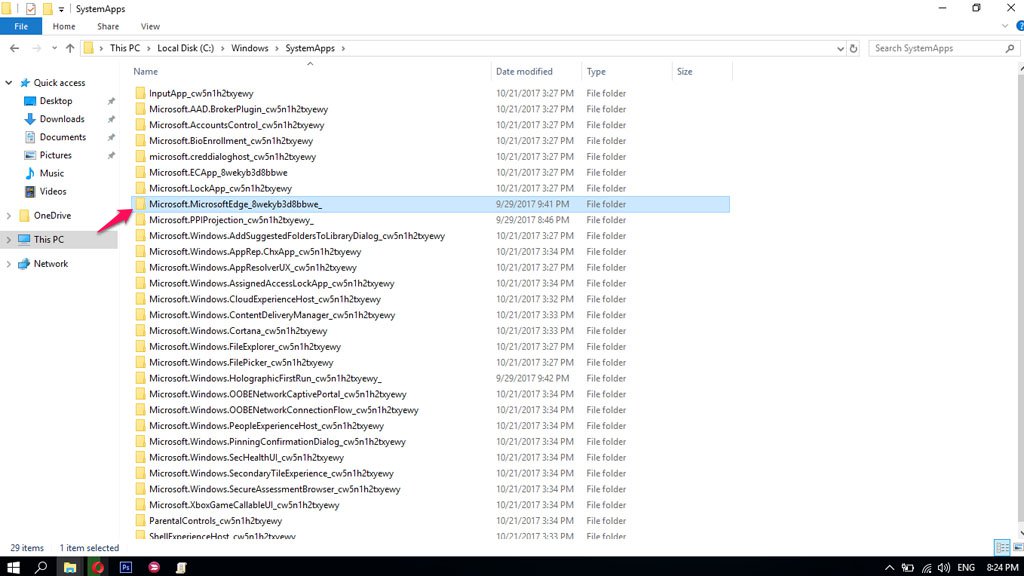 SystemApps
File Home Share View
This PC Local Disk (C:) Windows SystemApps
Search SystemApps
Name Date modified Type Size
Quick access
Desktop
Downloads
Documents
Pictures
Music
Videos
OneDrive
This PC
Network
InputApp_cw5n1h2txyewy 10/21/2017 3:27 PM File folder
Microsoft.AAD.BrokerPlugin_cw5n1h2txyewy 10/21/2017 3:27 PM File folder
Microsoft.AccountsControl_cw5n1h2txyewy 10/21/2017 3:27 PM File folder
Microsoft.BioEnrollment_cw5n1h2txyewy 10/21/2017 3:27 PM File folder
microsoft.creddialoghost_cw5n1h2txyewy 10/21/2017 3:27 PM File folder
Microsoft.ECApp_8wekyb3d8bbwe 10/21/2017 3:27 PM File folder
Microsoft.LockApp_cw5n1h2txyewy 10/21/2017 3:27 PM File folder
Microsoft.MicrosoftEdge_8wekyb3d8bbwe_ 9/29/2017 9:41 PM File folder
Microsoft.PPIProjection_cw5n1h2txyewy_ 9/29/2017 8:46 PM File folder
Microsoft.Windows.AddSuggestedFoldersToLibraryDialog_cw5n1h2txyewy 10/21/2017 3:27 PM File folder
Microsoft.Windows.AppRep.ChxApp_cw5n1h2txyewy 10/21/2017 3:34 PM File folder
Microsoft.Windows.AppResolverUX_cw5n1h2txyewy 10/21/2017 3:27 PM File folder
Microsoft.Windows.AssignedAccessLockApp_cw5n1h2txyewy 10/21/2017 3:34 PM File folder
Microsoft.Windows.CloudExperienceHost_cw5n1h2txyewy 10/21/2017 3:32 PM File folder
Microsoft.Windows.ContentDeliveryManager_cw5n1h2txyewy 10/21/2017 3:33 PM File folder
Microsoft.Windows.Cortana_cw5n1h2txyewy 10/21/2017 3:33 PM File folder
Microsoft.Windows.FileExplorer_cw5n1h2txyewy 10/21/2017 3:27 PM File folder
Microsoft.Windows.FilePicker_cw5n1h2txyewy 10/21/2017 3:27 PM File folder
Microsoft.Windows.HolographicFirstRun_cw5n1h2txyewy_ 9/29/2017 9:42 PM File folder
Microsoft.Windows.OOBENetworkCaptivePortal_cw5n1h2txyewy 10/21/2017 3:34 PM File folder
Microsoft.Windows.OOBENetworkConnectionFlow_cw5n1h2txyewy 10/21/2017 3:34 PM File folder
Microsoft.Windows.PeopleExperienceHost_cw5n1h2txyewy 10/21/2017 3:34 PM File folder
Microsoft.Windows.PinningConfirmationDialog_cw5n1h2txyewy 10/21/2017 3:34 PM File folder
Microsoft.Windows.SecHealthUI_cw5n1h2txyewy 10/21/2017 3:34 PM File folder
Microsoft.Windows.SecondaryTileExperience_cw5n1h2txyewy 10/21/2017 3:34 PM File folder
Microsoft.Windows.SecureAssessmentBrowser_cw5n1h2txyewy 10/21/2017 3:34 PM File folder
Microsoft.XboxGameCallableUI_cw5n1h2txyewy 10/21/2017 3:34 PM File folder
ParentalControls_cw5n1h2txyewy 10/21/2017 3:34 PM File folder
ShellExperienceHost_cw5n1h2txyewy 10/21/2017 3:33 PM File folder
29 items 1 item selected
Ps ENG 8:24 PM